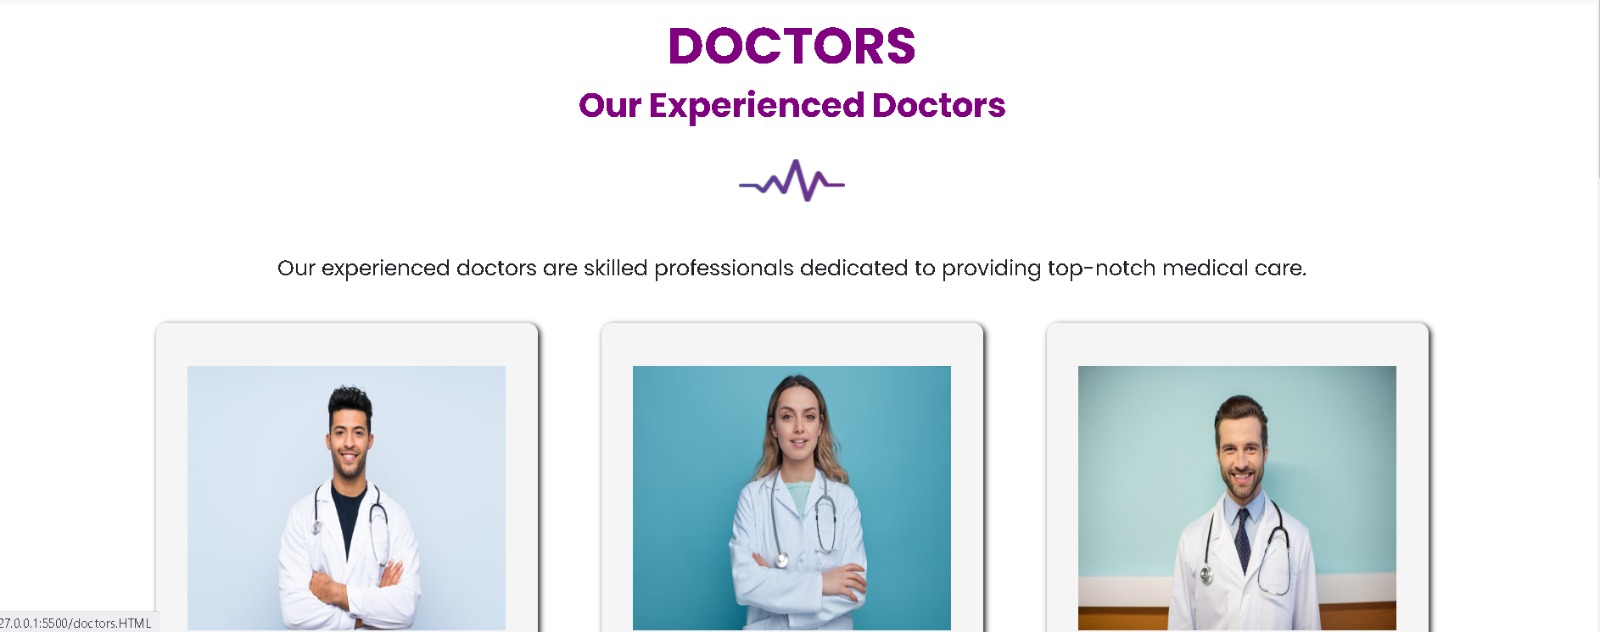 DOCTORS
Our Experienced Doctors
Our experienced doctors are skilled professionals dedicated to providing top-notch medical care.
27.0.0.1:5500/doctors.HTML